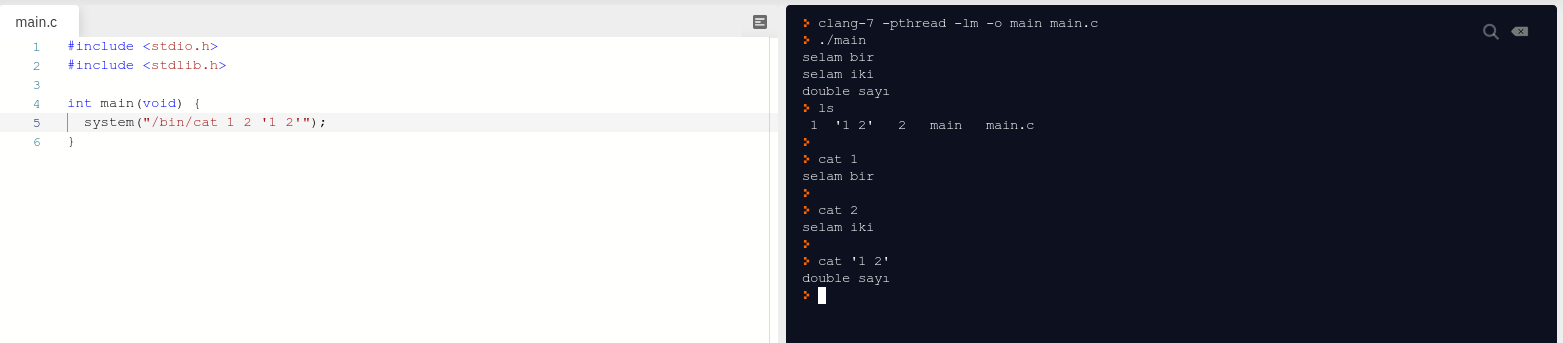 main.c
1 #include <stdio.h>
2 #include <stdlib.h>
3
4 int main(void) {
5 system("/bin/cat 1 2 '1 2'");
6 }
clang-7 -pthread -lm -o main main.c
./main
selam bir
selam iki
double sayı
ls
1 '1 2' 2 main main.c
cat 1
selam bir
cat 2
selam iki
cat '1 2'
double sayı